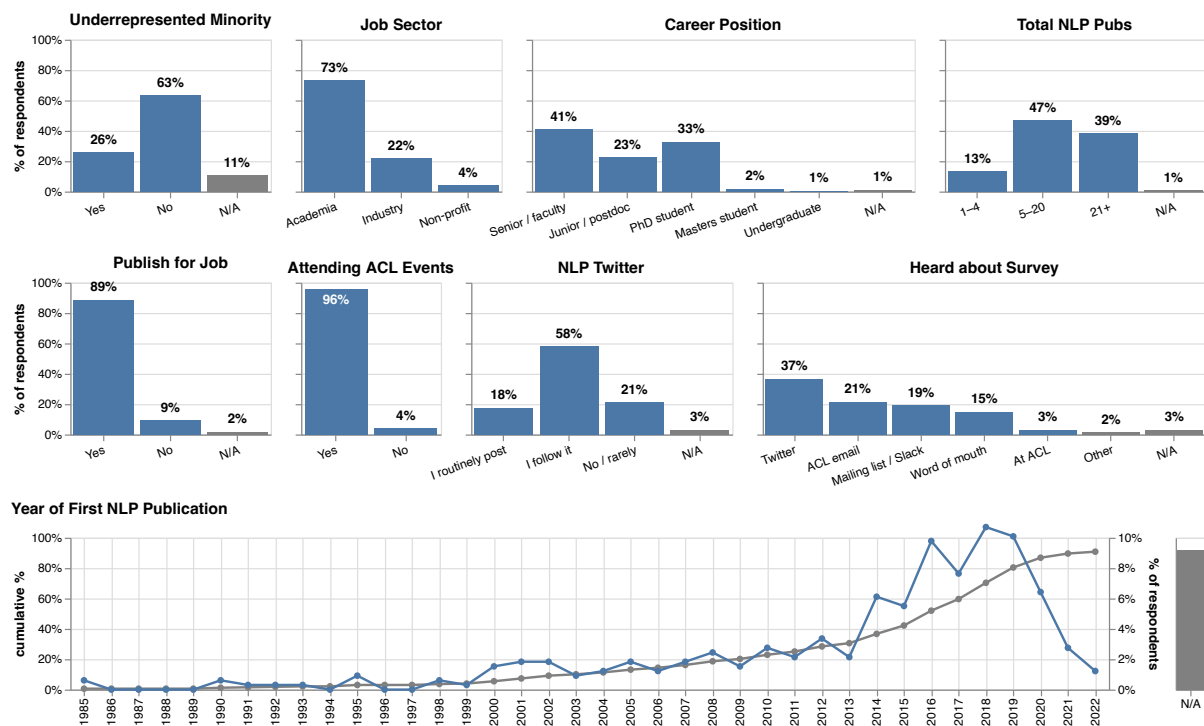 Underrepresented Minority
Job Sector
Career Position
Total NLP Pubs
% of respondents
100%
80%
60%
40%
20%
0%
26%
63%
11%
Yes
No
N/A
73%
22%
4%
Academia
Industry
Non-profit
41%
23%
33%
2%
1%
1%
Senior / faculty
Junior / postdoc
PhD student
Masters student
Undergraduate
N/A
13%
47%
39%
1%
1–4
5–20
21+
N/A
Publish for Job
Attending ACL Events
NLP Twitter
Heard about Survey
% of respondents
100%
80%
60%
40%
20%
0%
89%
9%
2%
Yes
No
N/A
96%
4%
Yes
No
18%
58%
21%
3%
I routinely post
I follow it
No / rarely
N/A
37%
21%
19%
15%
3%
2%
3%
Twitter
ACL email
Mailing list / Slack
Word of mouth
At ACL
Other
N/A
Year of First NLP Publication
cumulative %
100%
80%
60%
40%
20%
0%
10%
8%
6%
4%
2%
0%
% of respondents
1985
1986
1987
1988
1989
1990
1991
1992
1993
1994
1995
1996
1997
1998
1999
2000
2001
2002
2003
2004
2005
2006
2007
2008
2009
2010
2011
2012
2013
2014
2015
2016
2017
2018
2019
2020
2021
2022
N/A